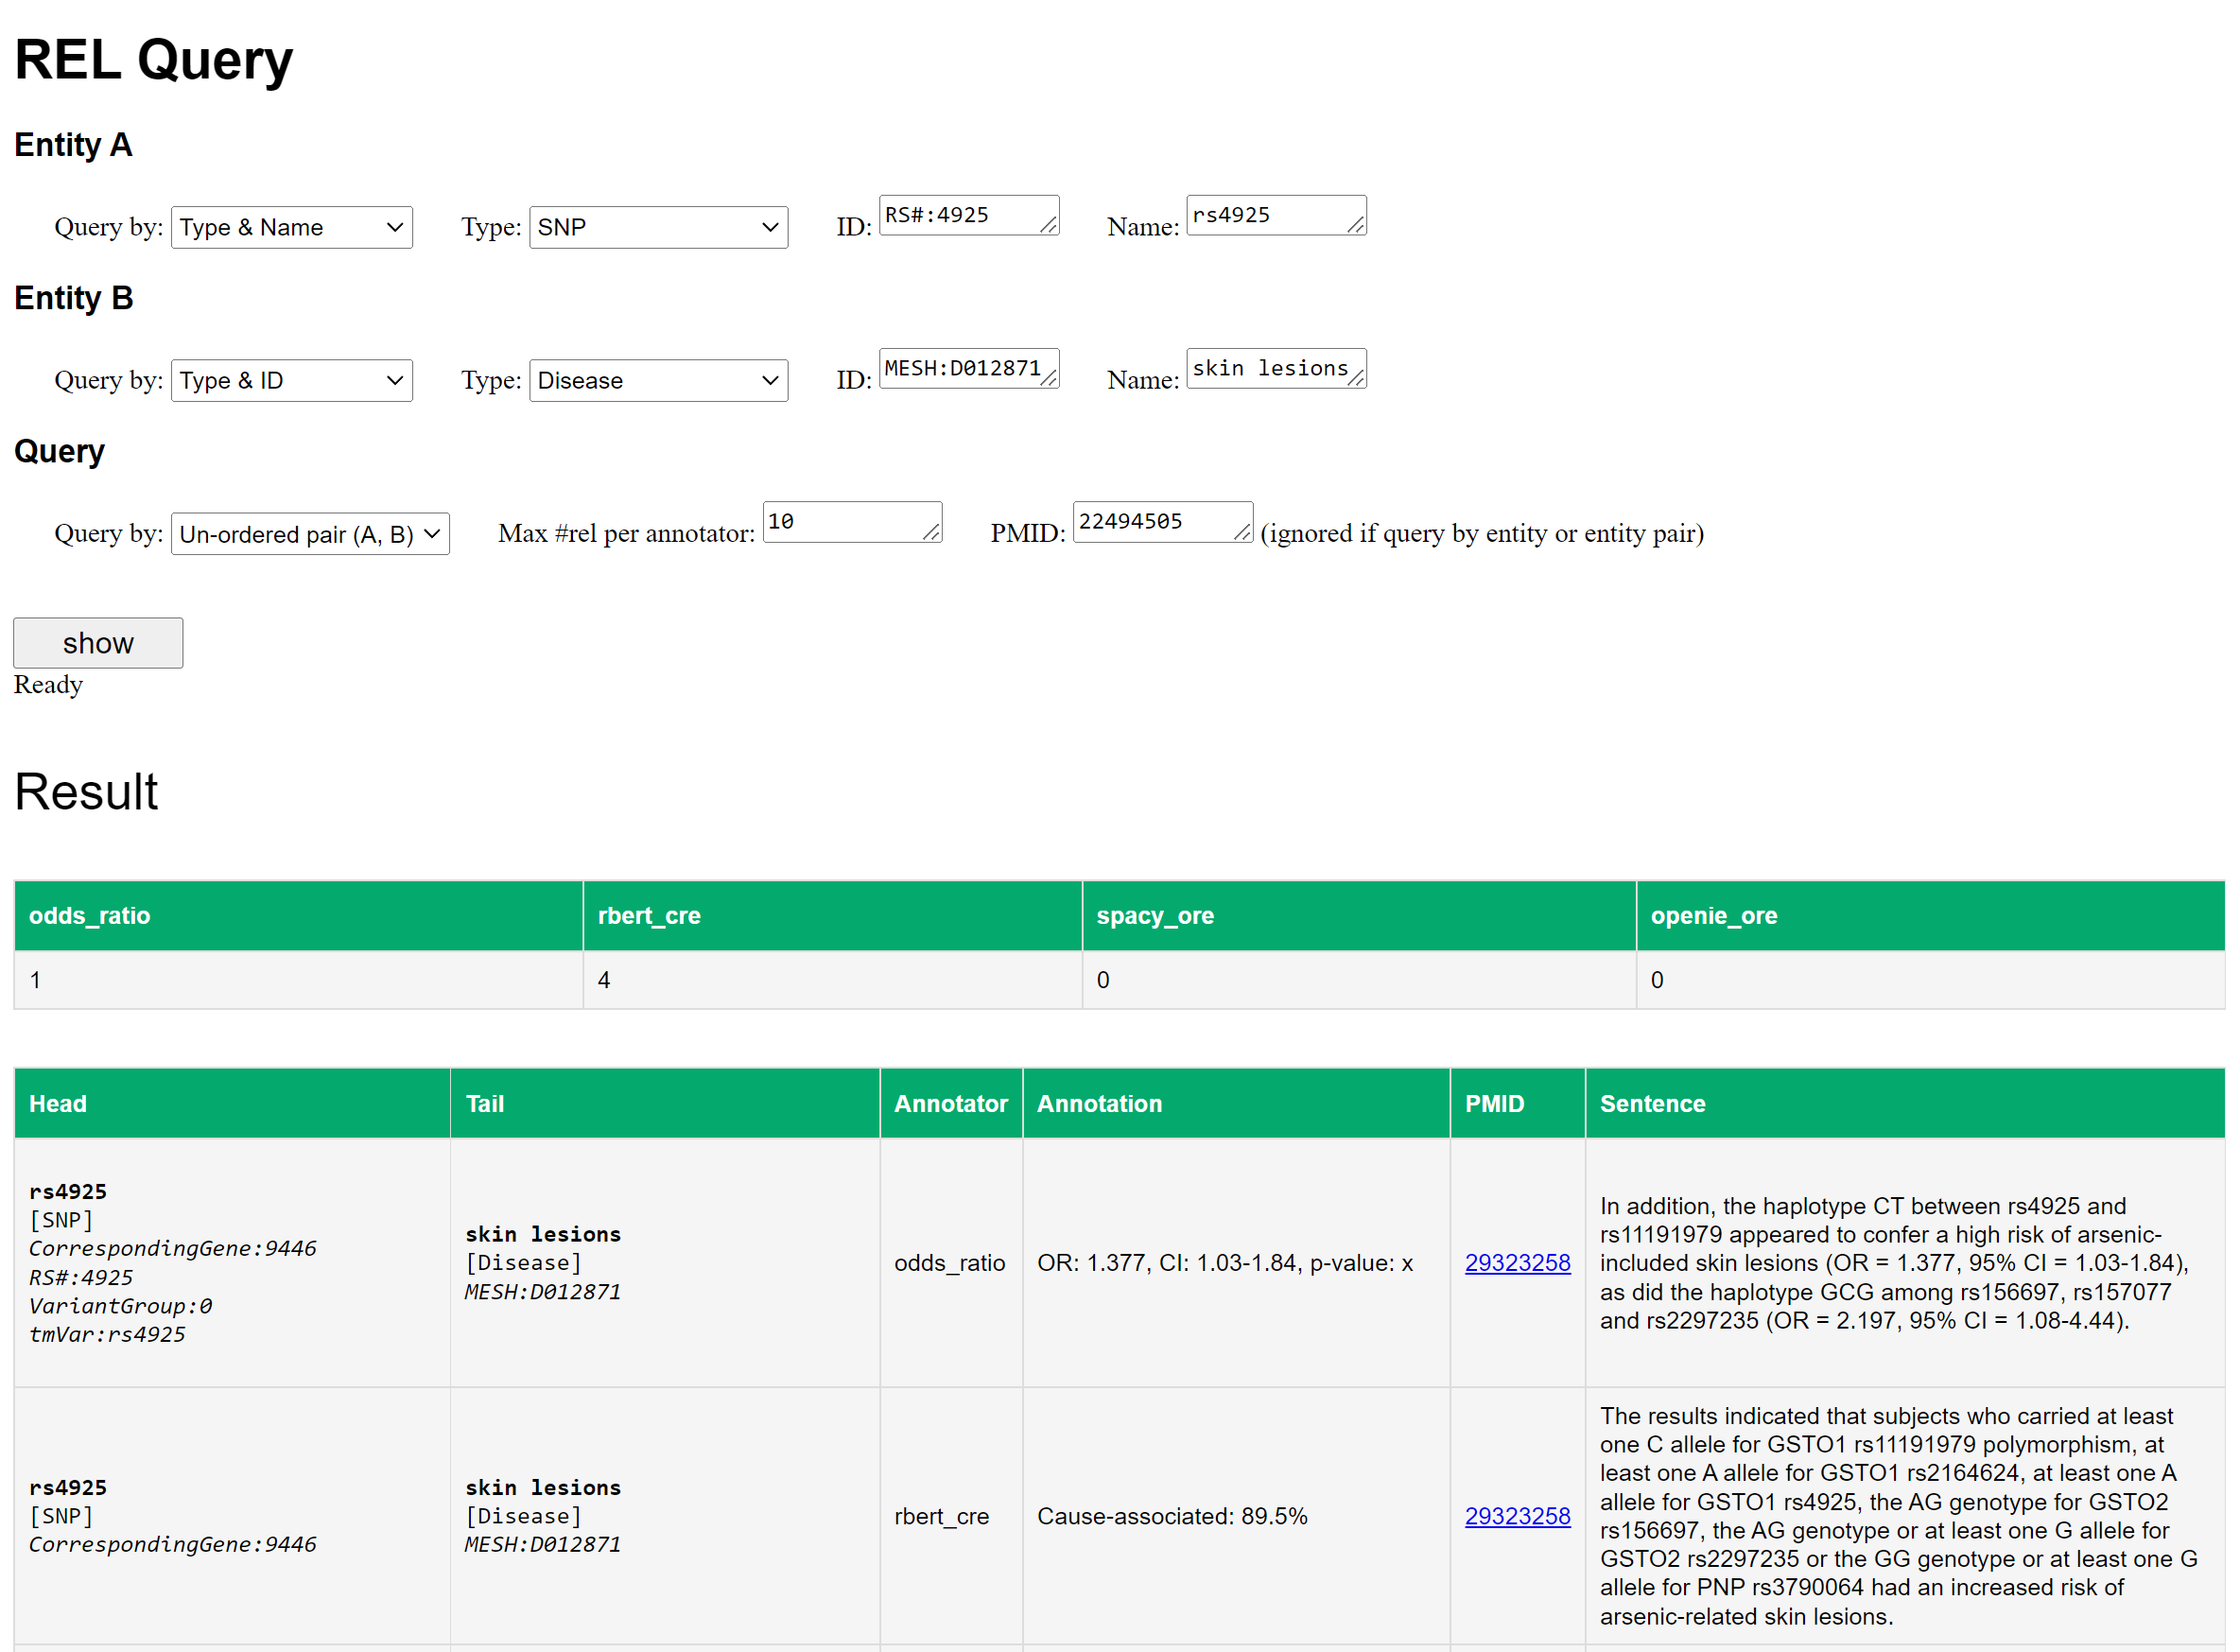 REL Query
Entity A
Query by: Type & Name Type: SNP ID: RS#:4925 Name: rs4925
Entity B
Query by: Type & ID Type: Disease ID: MESH:D012871 Name: skin lesions
Query
Query by: Un-ordered pair (A, B) Max #rel per annotator: 10 PMID: 22494505 (ignored if query by entity or entity pair)
show
Ready
Result
odds_ratio rbert_cre spacy_ore openie_ore
1 4 0 0
Head Tail Annotator Annotation PMID Sentence
rs4925
[SNP]
CorrespondingGene:9446
RS#:4925
VariantGroup:0
tmVar:rs4925
skin lesions
[Disease]
MESH:D012871
odds_ratio
OR: 1.377, CI: 1.03-1.84, p-value: x
29323258
In addition, the haplotype CT between rs4925 and
rs11191979 appeared to confer a high risk of arsenic-
included skin lesions (OR = 1.377, 95% CI = 1.03-1.84),
as did the haplotype GCG among rs156697, rs157077
and rs2297235 (OR = 2.197, 95% CI = 1.08-4.44).
rs4925
[SNP]
CorrespondingGene:9446
skin lesions
[Disease]
MESH:D012871
rbert_cre
Cause-associated: 89.5%
29323258
The results indicated that subjects who carried at least
one C allele for GSTO1 rs11191979 polymorphism, at
least one A allele for GSTO1 rs2164624, at least one A
allele for GSTO1 rs4925, the AG genotype for GSTO2
rs156697, the AG genotype or at least one G allele for
GSTO2 rs2297235 or the GG genotype or at least one G
allele for PNP rs3790064 had an increased risk of
arsenic-related skin lesions.